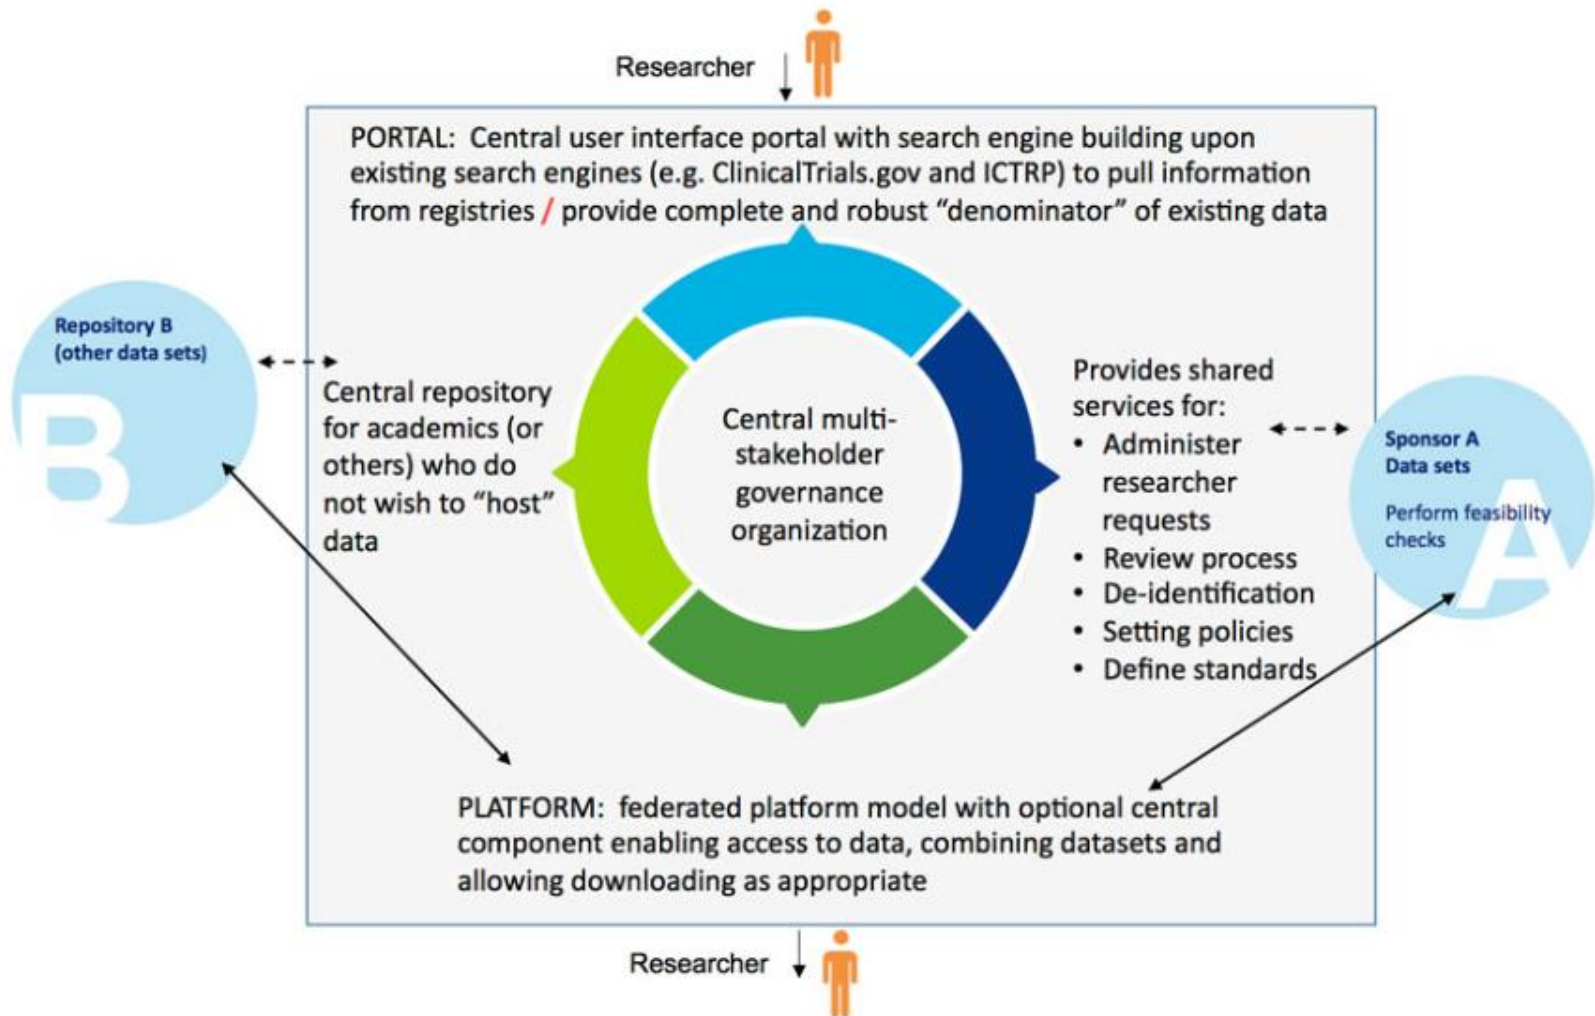 Researcher
PORTAL: Central user interface portal with search engine building upon
existing search engines (e.g. ClinicalTrials.gov and ICTRP) to pull information
from registries / provide complete and robust “denominator” of existing data
Repository B
(other data sets)
B
Central repository
for academics (or
others) who do
not wish to “host”
data
Central multi-
stakeholder
governance
organization
Provides shared
services for:
• Administer
researcher
requests
• Review process
• De-identification
• Setting policies
• Define standards
Sponsor A
Data sets
Perform feasibility
checks
A
PLATFORM: federated platform model with optional central
component enabling access to data, combining datasets and
allowing downloading as appropriate
Researcher